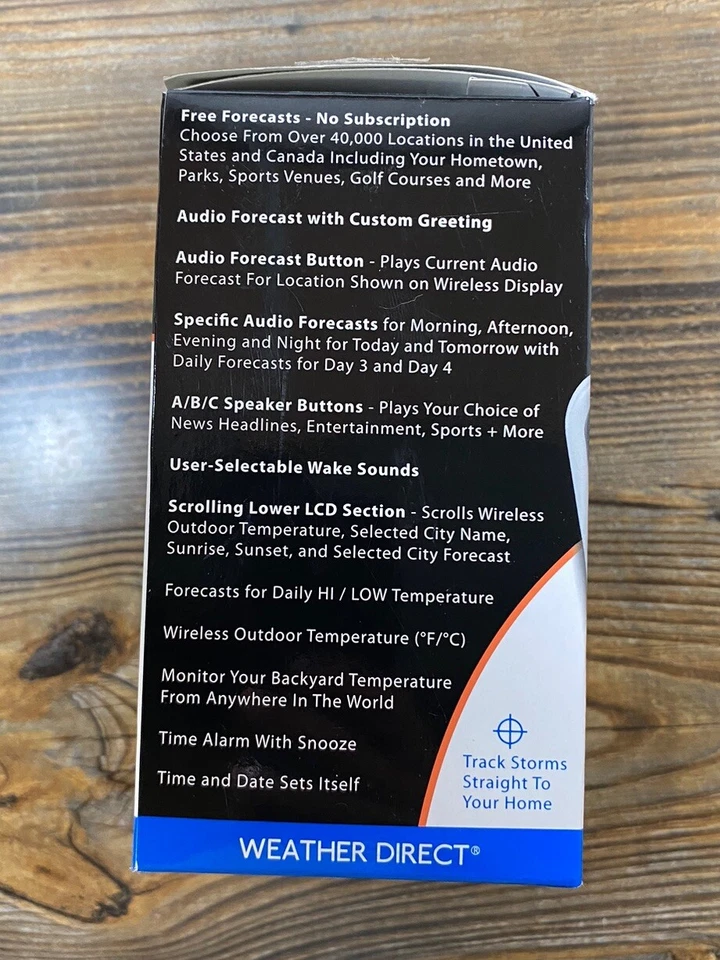 Free Forecasts - No Subscription
Choose From Over 40,000 Locations in the United
States and Canada Including Your Hometown,
Parks, Sports Venues, Golf Courses and More
Audio Forecast with Custom Greeting
Audio Forecast Button - Plays Current Audio
Forecast For Location Shown on Wireless Display
Specific Audio Forecasts for Morning, Afternoon,
Evening and Night for Today and Tomorrow with
Daily Forecasts for Day 3 and Day 4
A/B/C Speaker Buttons - Plays Your Choice of
News Headlines, Entertainment, Sports + More
User-Selectable Wake Sounds
Scrolling Lower LCD Section - Scrolls Wireless
Outdoor Temperature, Selected City Name,
Sunrise, Sunset, and Selected City Forecast
Forecasts for Daily HI / LOW Temperature
Wireless Outdoor Temperature (°F/°C)
Monitor Your Backyard Temperature
From Anywhere In The World
Time Alarm With Snooze
Time and Date Sets Itself
Track Storms
Straight To
Your Home
WEATHER DIRECT®